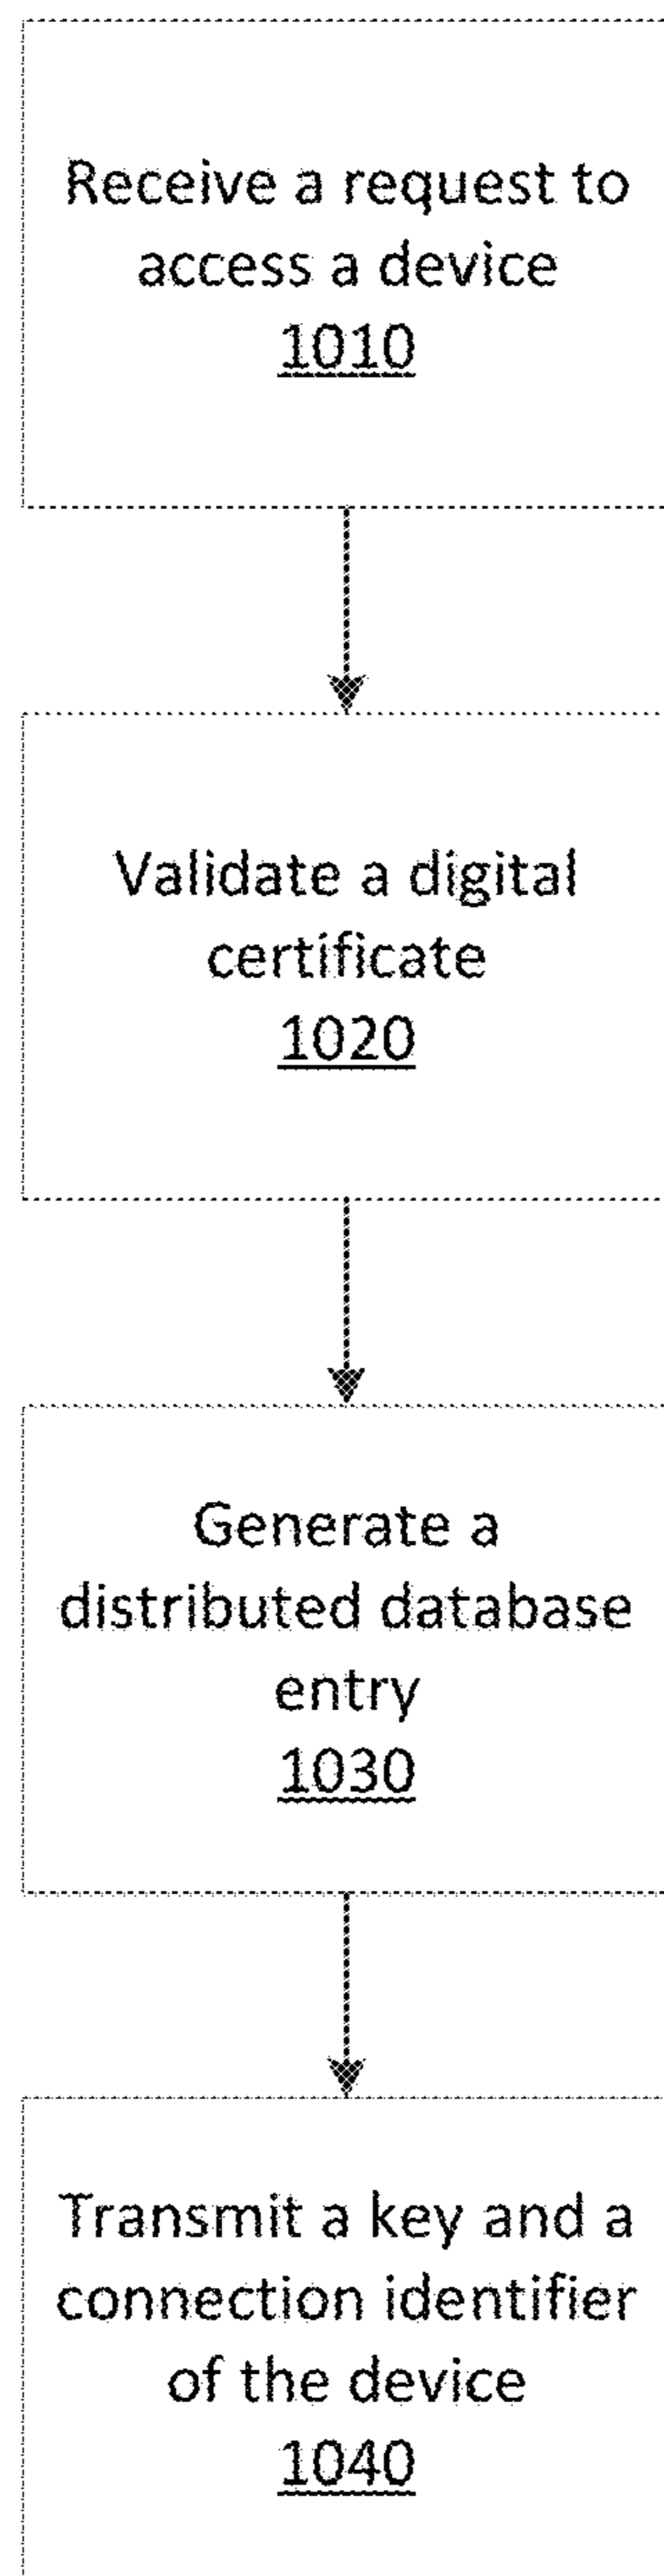 Receive a request to
access a device
1010
Validate a digital
certificate
1020
Generate a
distributed database
entry
1030
Transmit a key and a
connection identifier
of the device
1040